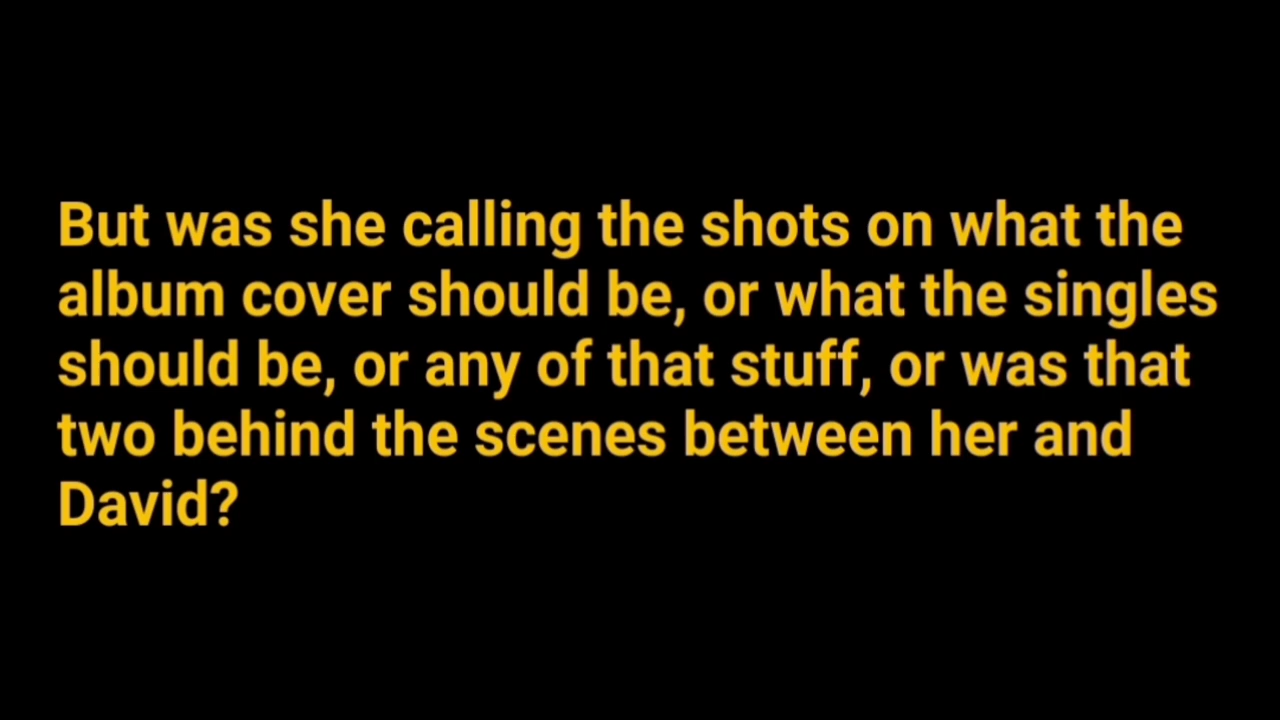 But was she calling the shots on what the
album cover should be, or what the singles
should be, or any of that stuff, or was that
two behind the scenes between her and
David?